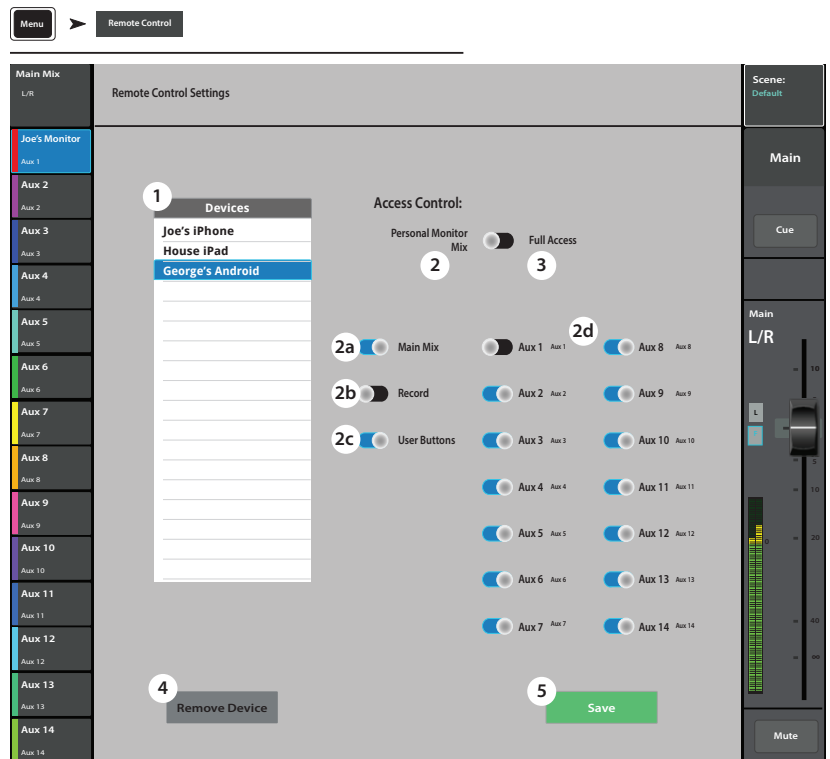 Menu
Remote Control
Main Mix
L/R
Remote Control Settings
Scene:
Default
Joe's Monitor
Aux 1
Aux 2
Aux 2
Aux 3
Aux 3
Aux 4
Aux 4
Aux 5
Aux 5
Aux 6
Aux 6
Aux 7
Aux 7
Aux 8
Aux 8
Aux 9
Aux 9
Aux 10
Aux 10
Aux 11
Aux 11
Aux 12
Aux 12
Aux 13
Aux 13
Aux 14
Aux 14
1
Devices
Joe's iPhone
House iPad
George's Android
Access Control:
Personal Monitor
Mix
Full Access
2
3
2a
Main Mix
2b
Record
2c
User Buttons
2d
Aux 1 Aux 1
Aux 2 Aux 2
Aux 3 Aux 3
Aux 4 Aux 4
Aux 5 Aux 5
Aux 6 Aux 6
Aux 7 Aux 7
Aux 8 Aux 8
Aux 9 Aux 9
Aux 10 Aux 10
Aux 11 Aux 11
Aux 12 Aux 12
Aux 13 Aux 13
Aux 14 Aux 14
4
Remove Device
5
Save
Main
Cue
Main
L/R
10
L
5
10
0
20
40
∞
Mute